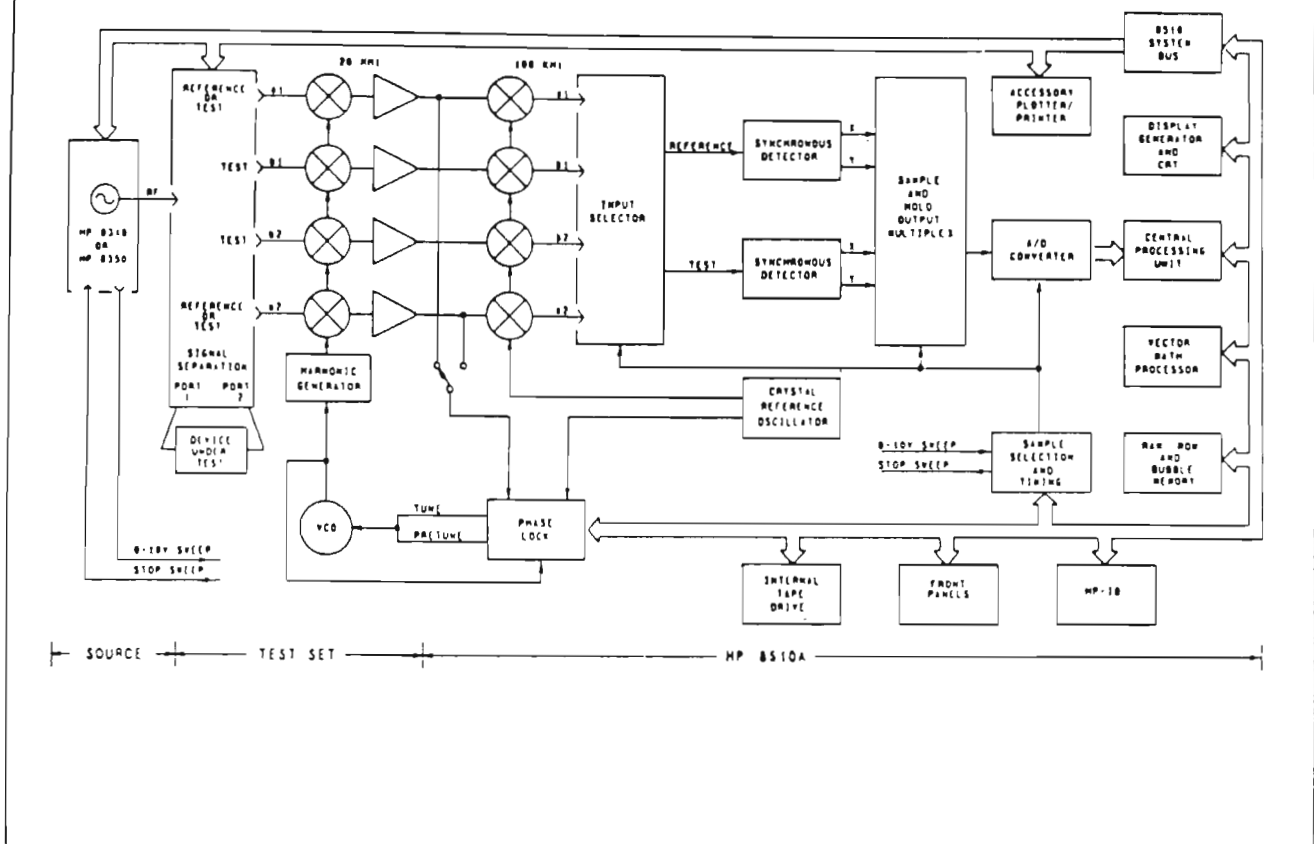 8510
SYSTEM
BUS
20 MHz
100 KHz
REFERENCE
OR
TEST
a1
a1
ACCESSORY
PLOTTER/
PRINTER
DISPLAY
GENERATOR
AND
CRT
TEST
b1
b1
REFERENCE
SYNCHRONOUS
DETECTOR
X
Y
RF
HP 8340
OR
HP 8350
INPUT
SELECTOR
SAMPLE
AND
HOLD
OUTPUT
MULTIPLEX
TEST
b2
b2
TEST
SYNCHRONOUS
DETECTOR
X
Y
A/D
CONVERTER
CENTRAL
PROCESSING
UNIT
REFERENCE
OR
TEST
a2
a2
SIGNAL
SEPARATION
PORT
1
PORT
2
HARMONIC
GENERATOR
CRYSTAL
REFERENCE
OSCILLATOR
VECTOR
MATH
PROCESSOR
DEVICE
UNDER
TEST
0-10V SWEEP
STOP SWEEP
SAMPLE
SELECTION
AND
TIMING
RAM, ROM
AND
BUBBLE
MEMORY
VCO
TUNE
PRETUNE
PHASE
LOCK
0-10V SWEEP
STOP SWEEP
INTERNAL
TAPE
DRIVE
FRONT
PANELS
HP-IB
SOURCE
TEST SET
HP 8510A